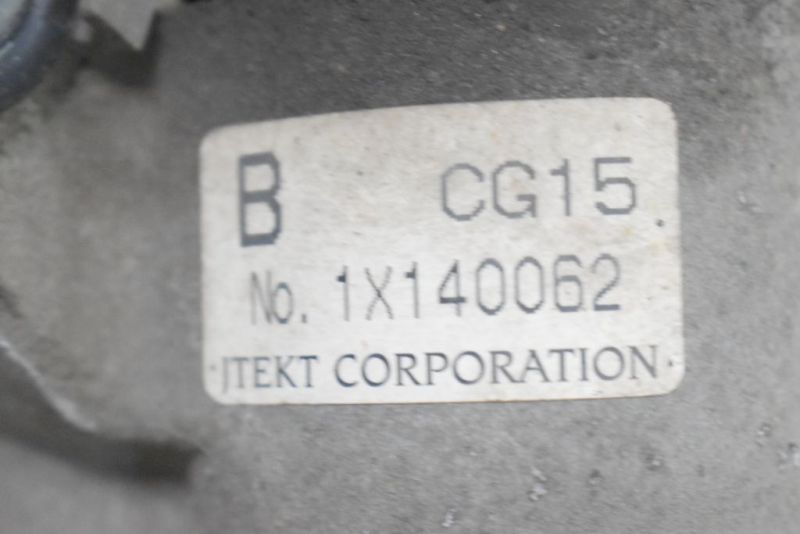 B CG15
No. 1X140062
JTEKT CORPORATION